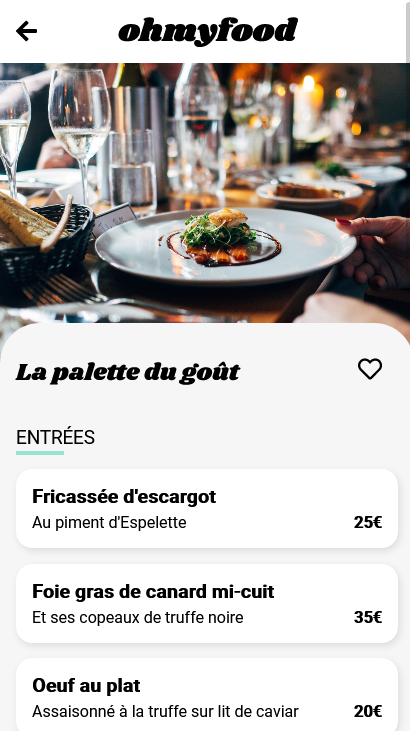 ohmyfood
La palette du goût
ENTRÉES
Fricassée d'escargot
Au piment d'Espelette
25€
Foie gras de canard mi-cuit
Et ses copeaux de truffe noire
35€
Oeuf au plat
Assaisonné à la truffe sur lit de caviar
20€